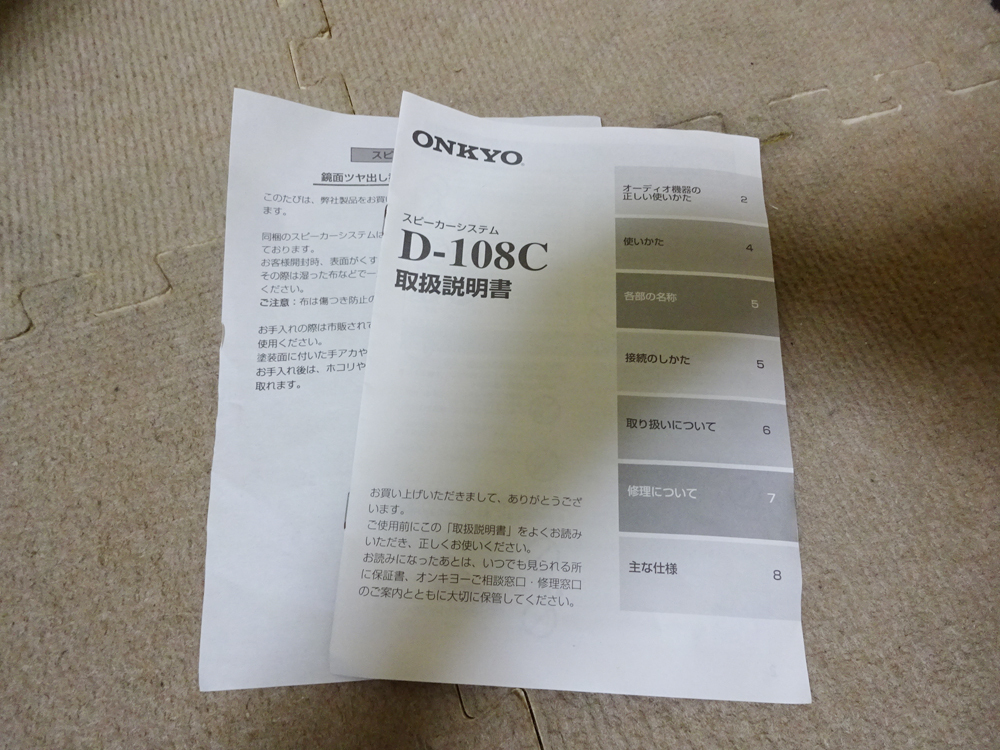 ONKYO
スピーカーシステム
D-108C
取扱説明書
お買い上げいただきまして、ありがとうござ
います。
ご使用前にこの「取扱説明書」をよくお読み
いただき、正しくお使いください。
お読みになったあとは、いつでも見られる所
に保証書、オンキヨーご相談窓口・修理窓口
のご案内とともに大切に保管してください。
オーディオ機器の
正しい使いかた 2
使いかた 4
各部の名称 5
接続のしかた 5
取り扱いについて 6
修理について 7
主な仕様 8
スピ
鏡面ツヤ出し
このたびは、弊社製品をお買
ます。
同梱のスピーカーシステムは
ております。
お客様開封時、表面がくす
その際は湿った布などで一
ください。
ご注意：布は傷つき防止の
お手入れの際は市販されて
使用ください。
塗装面に付いた手アカや
お手入れ後は、ホコリや
取れます。